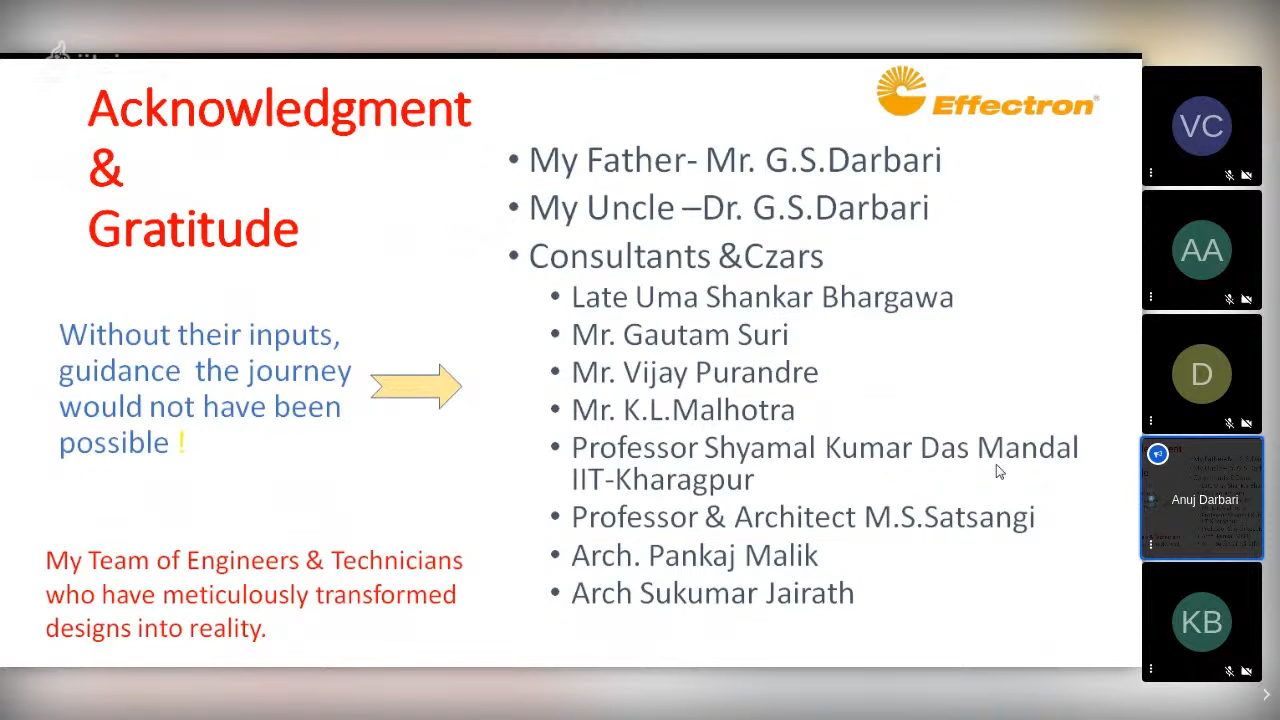 Acknowledgment
&
Gratitude
Effectron
• My Father- Mr. G.S.Darbari
• My Uncle –Dr. G.S.Darbari
• Consultants &Czars
• Late Uma Shankar Bhargawa
• Mr. Gautam Suri
• Mr. Vijay Purandre
• Mr. K.L.Malhotra
• Professor Shyamal Kumar Das Mandal
IIT-Kharagpur
• Professor & Architect M.S.Satsangi
• Arch. Pankaj Malik
• Arch Sukumar Jairath
Without their inputs,
guidance the journey
would not have been
possible !
My Team of Engineers & Technicians
who have meticulously transformed
designs into reality.
VC
AA
D
Anuj Darbari
KB